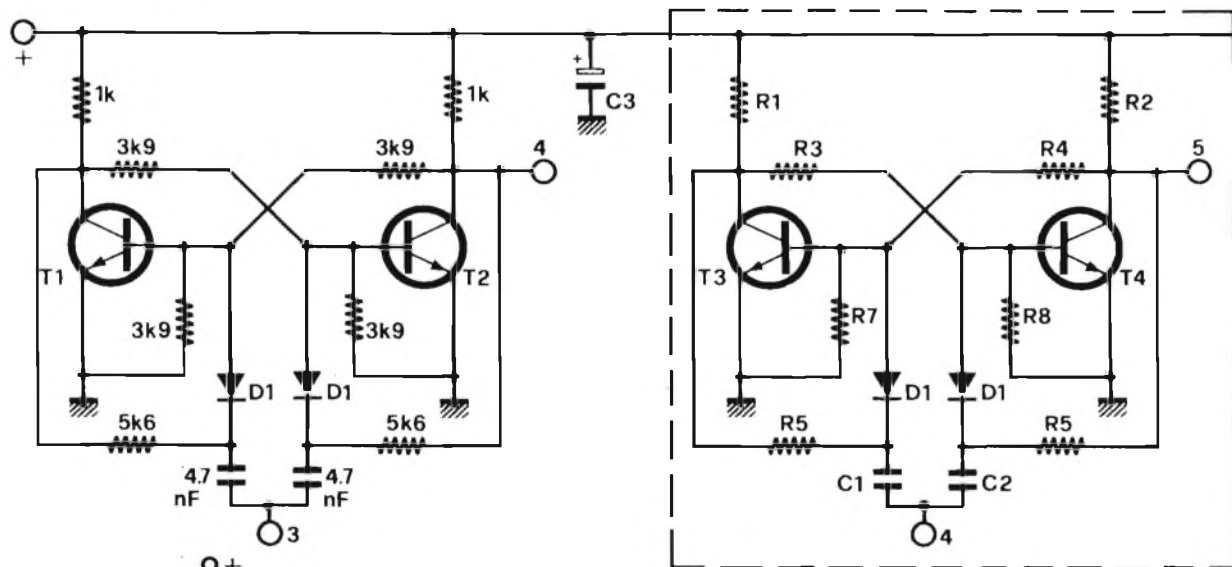 +
1k
1k
+
C3
R1
R2
3k9
3k9
4
R3
R4
5
T1
T2
T3
T4
3k9
3k9
R7
R8
D1
D1
D1
D1
5k6
5k6
R5
R5
4.7
nF
4.7
nF
C1
C2
3
4
+